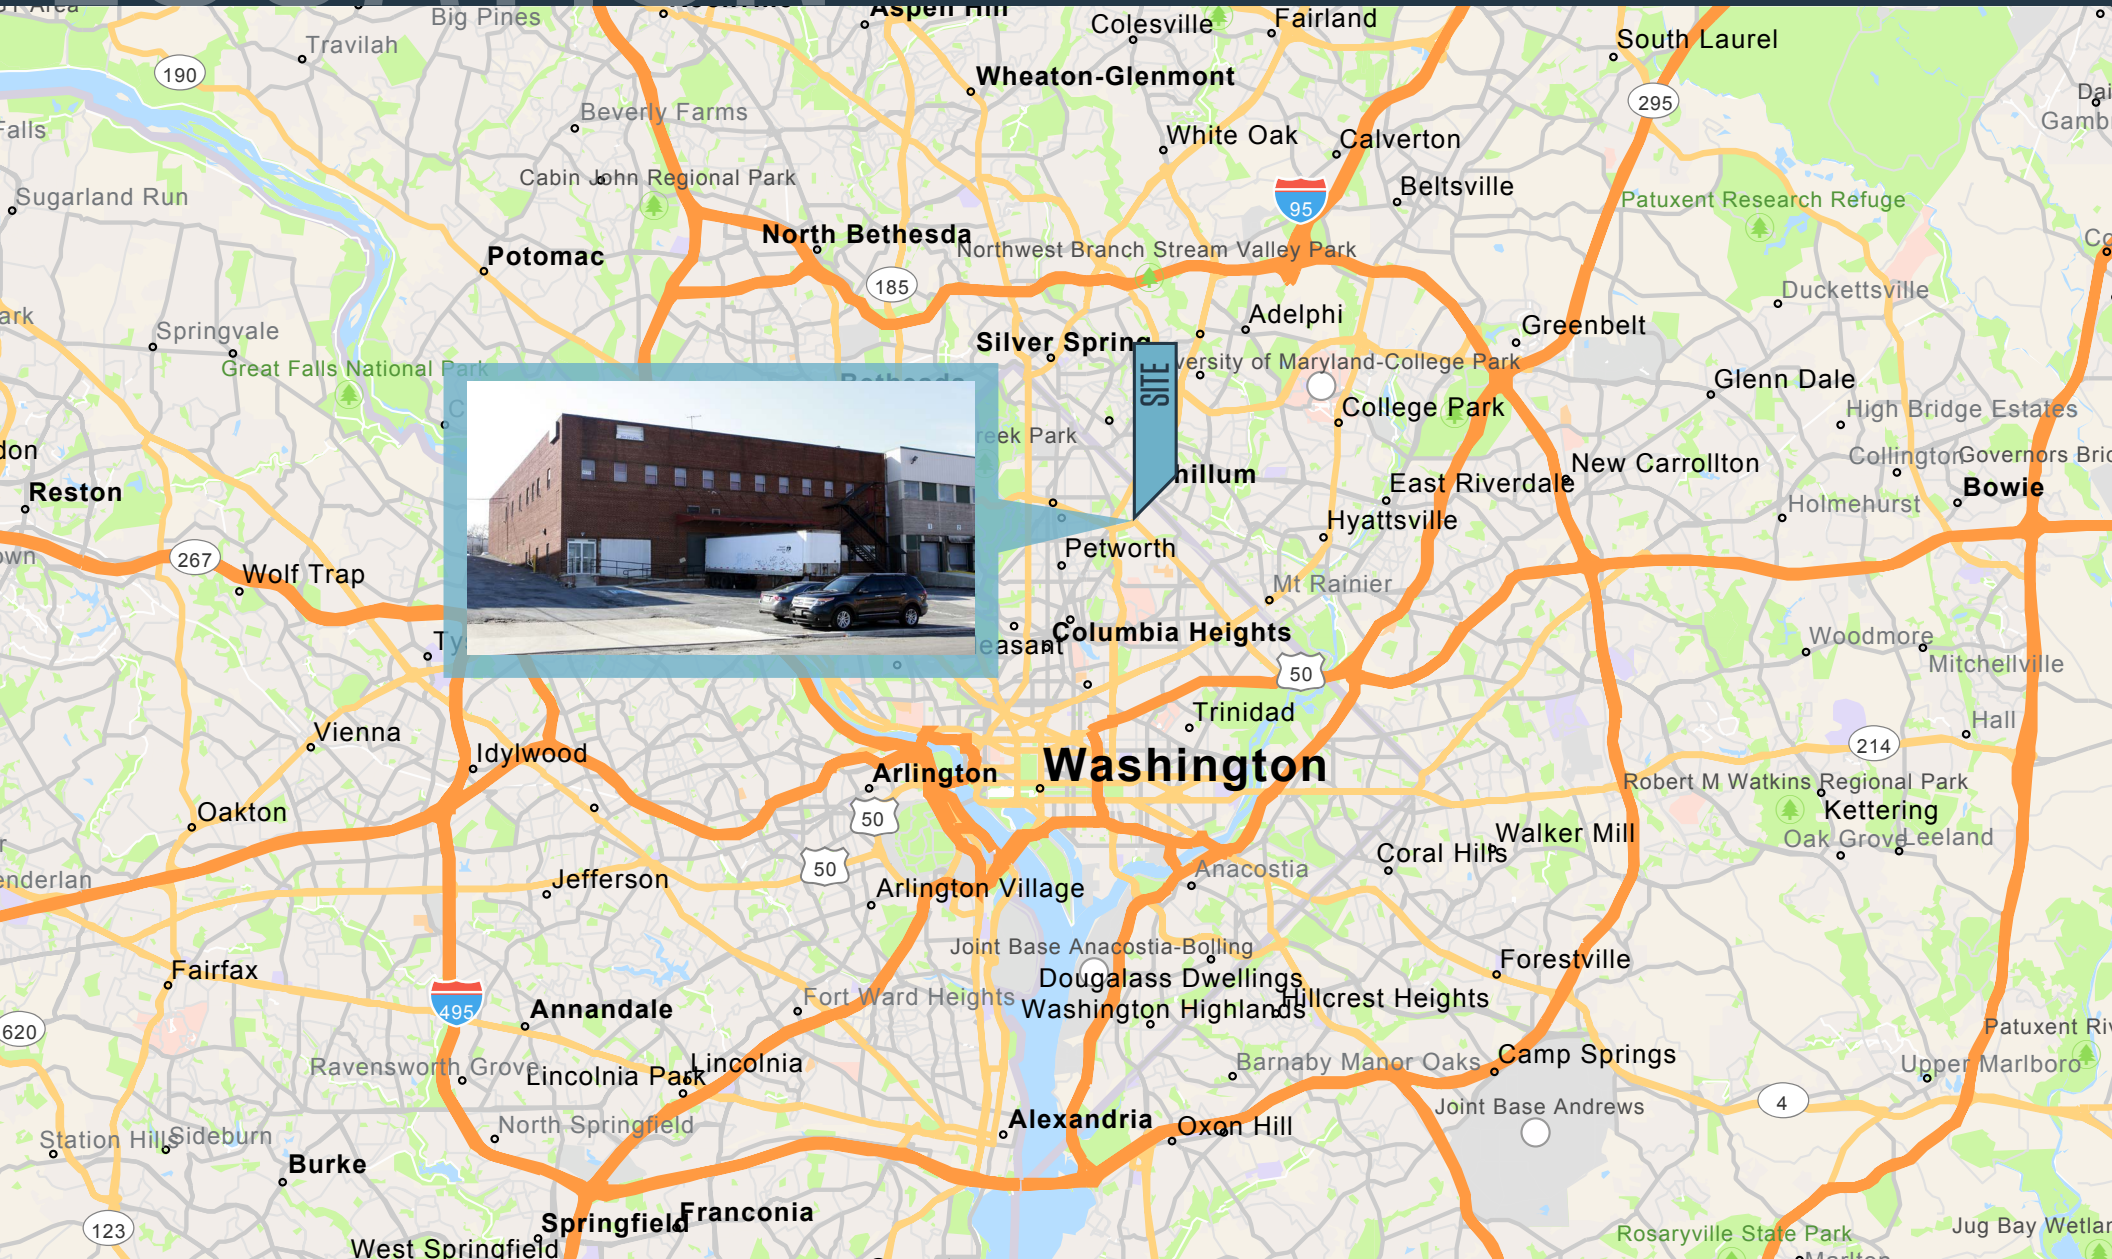 Big Pines
Aspen Hill
Colesville
Fairland
South Laurel
Travilah
190
Wheaton-Glenmont
295
Beverly Farms
White Oak
Calverton
Falls
Cabin John Regional Park
Beltsville
Sugarland Run
95
Patuxent Research Refuge
North Bethesda
Northwest Branch Stream Valley Park
Potomac
185
Duckettsville
Adelphi
Greenbelt
Springvale
Silver Spring
Great Falls National Park
versity of Maryland-College Park
SITE
Bethesda
Glenn Dale
College Park
High Bridge Estates
reek Park
Collington
Governors Bric
don
New Carrollton
hillum
East Riverdale
Reston
Bowie
Holmehurst
Hyattsville
Petworth
own
267
Wolf Trap
Mt Rainier
Columbia Heights
easant
Woodmore
Mitchellville
Ty
50
Trinidad
Vienna
Hall
Idylwood
214
Washington
Arlington
Robert M Watkins Regional Park
Oakton
50
Kettering
Walker Mill
Oak Grove
Leeland
Coral Hills
50
Anacostia
enderlan
Jefferson
Arlington Village
Joint Base Anacostia-Bolling
Forestville
Fairfax
Dougalass Dwellings
Fort Ward Heights
Hillcrest Heights
495
Annandale
Washington Highlands
620
Patuxent Riv
Camp Springs
Ravensworth Grove
Lincolnia
Barnaby Manor Oaks
Upper Marlboro
Lincolnia Park
4
Joint Base Andrews
Alexandria
Oxon Hill
North Springfield
Station Hills
Sideburn
Burke
Franconia
Springfield
123
Jug Bay Wetlar
Rosaryville State Park
West Springfield